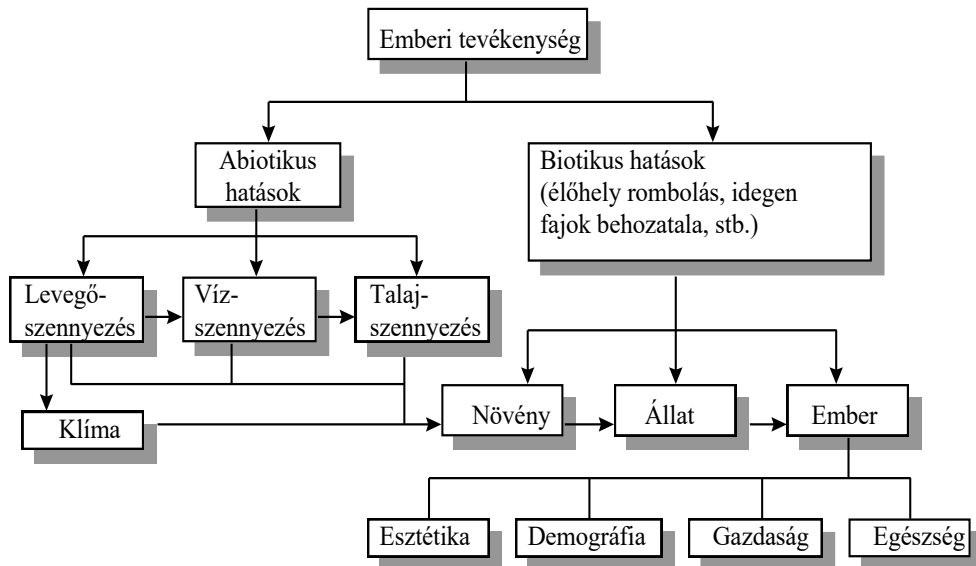 Emberi tevékenység
Abiotikus
hatások
Biotikus hatások
(élőhely rombolás, idegen
fajok behozatala, stb.)
Levegő-
szennyezés
Víz-
szennyezés
Talaj-
szennyezés
Klíma
Növény
Állat
Ember
Esztétika
Demográfia
Gazdaság
Egészség